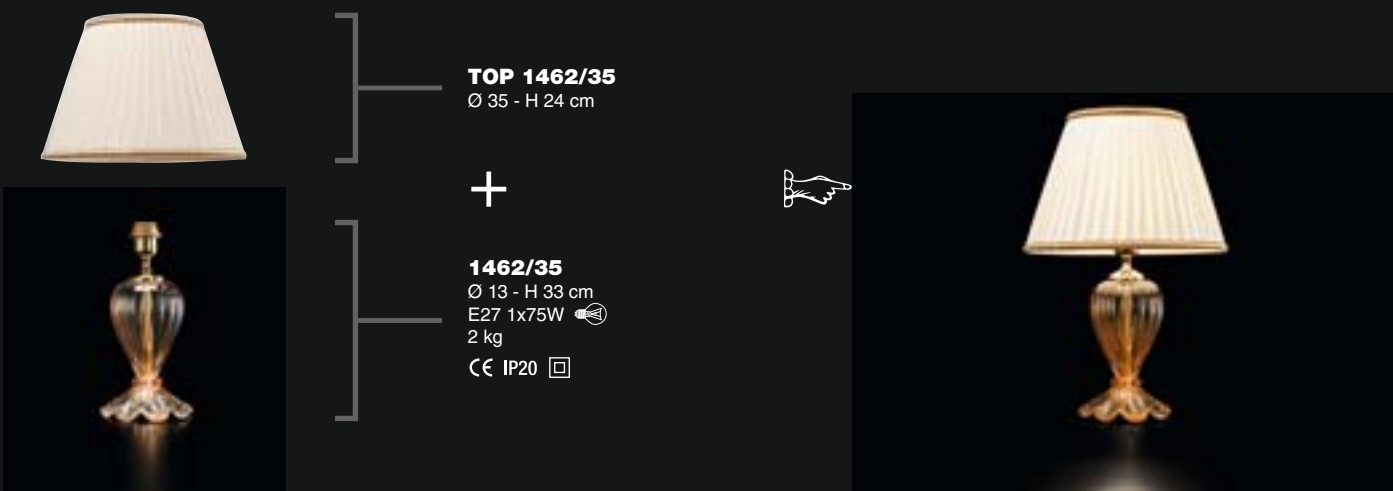 TOP 1462/35
Ø 35 - H 24 cm
+
1462/35
Ø 13 - H 33 cm
E27 1x75W
2 kg
CE IP20